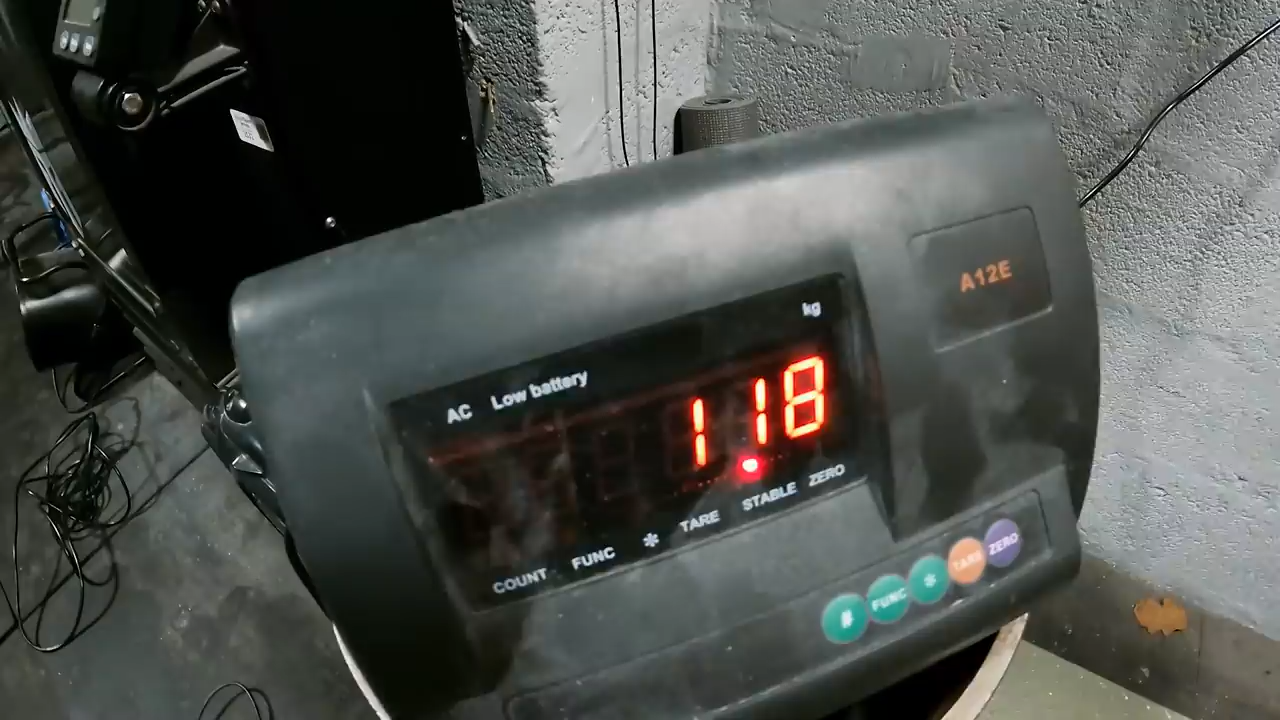 A12E
kg
AC Low battery
118
COUNT FUNC * TARE STABLE ZERO
# FUNC * TARE ZERO